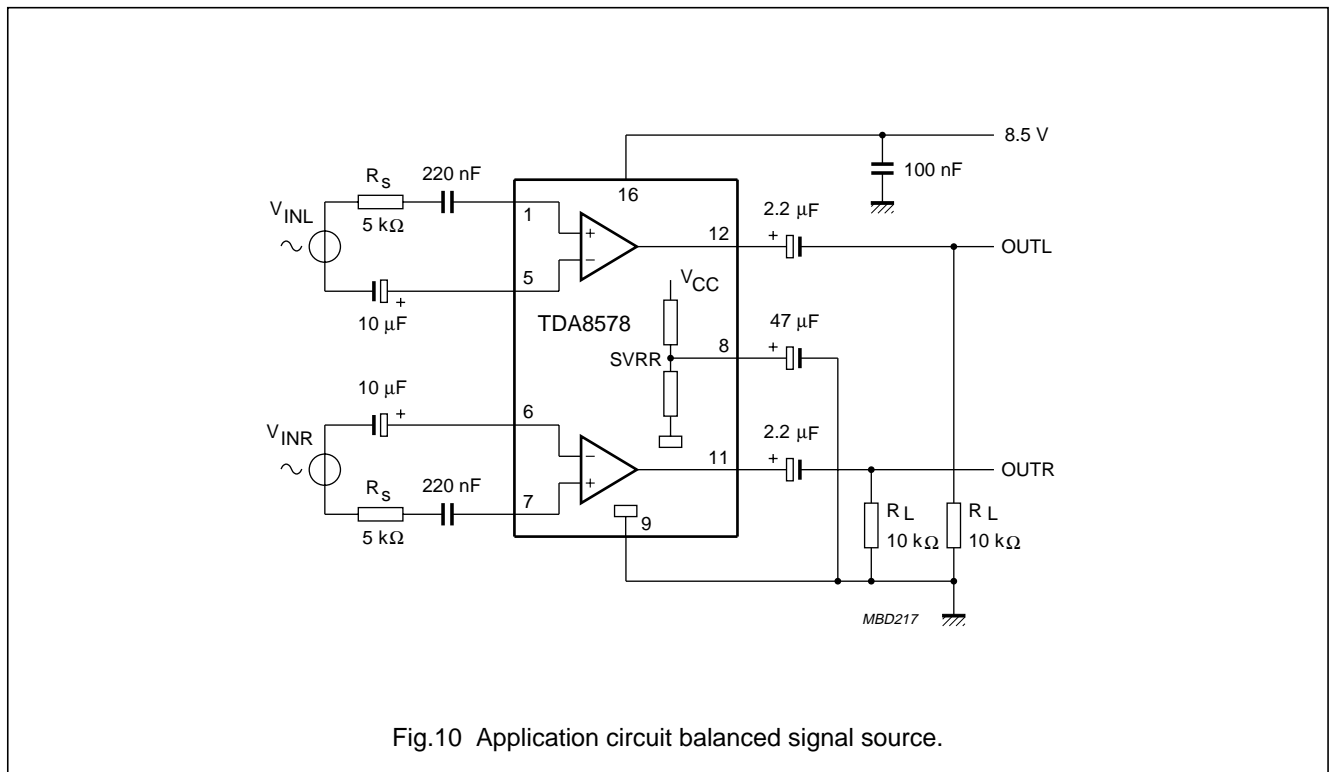 8.5 V
100 nF
16
R S
5 kΩ
220 nF
V INL
∼
1
+
−
5
10 µF
+
12
2.2 µF
+
OUTL
V CC
TDA8578
SVRR
8
47 µF
+
10 µF
+
V INR
∼
6
−
+
7
R S
5 kΩ
220 nF
11
2.2 µF
+
OUTR
9
R L
10 kΩ
R L
10 kΩ
MBD217
Fig.10 Application circuit balanced signal source.